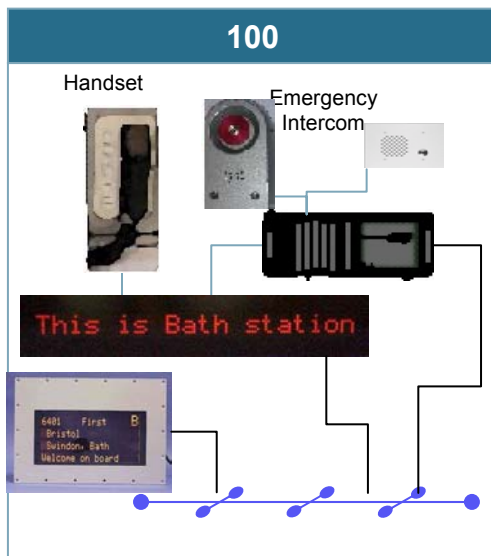 100
Handset
Emergency
Intercom
This is Bath station
6401 First B
Bristol
Swindon, Bath
Welcome on board